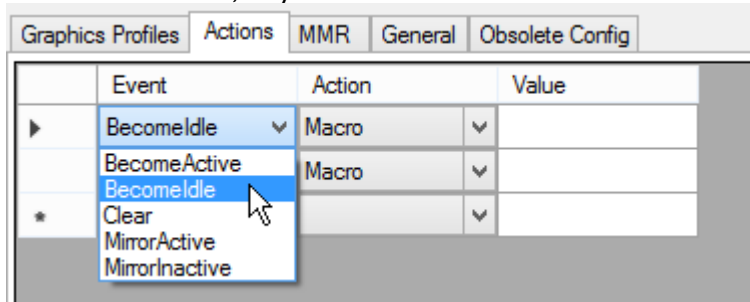 Graphics Profiles Actions MMR General Obsolete Config
Event Action Value
BecomeIdle Macro
BecomeActive Macro
BecomeIdle
Clear
MirrorActive
MirrorInactive